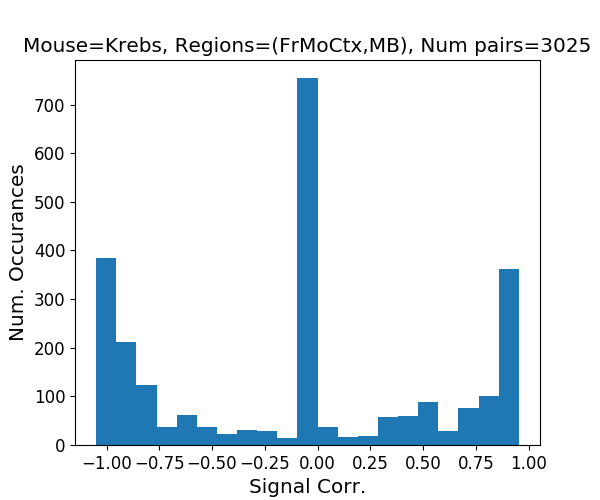 Mouse=Krebs, Regions=(FrMoCtx,MB), Num pairs=3025
Num. Occurances
700
600
500
400
300
200
100
0
−1.00 −0.75 −0.50 −0.25 0.00 0.25 0.50 0.75 1.00
Signal Corr.